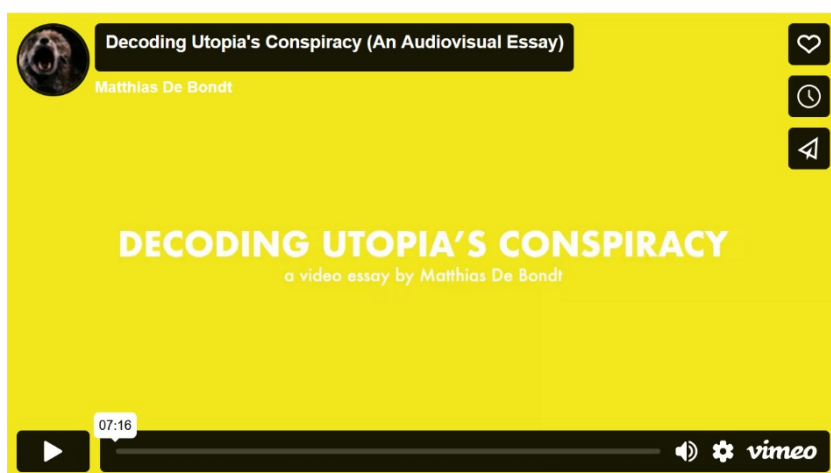 Decoding Utopia's Conspiracy (An Audiovisual Essay)
Matthias De Bondt
DECODING UTOPIA'S CONSPIRACY
a video essay by Matthias De Bondt
07:16
vimeo